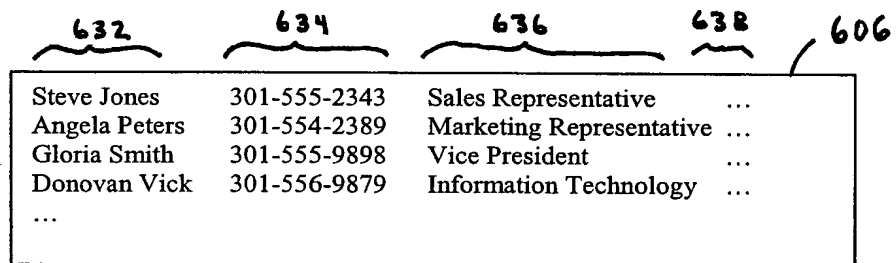 632 634 636 638 606
Steve Jones 301-555-2343 Sales Representative ...
Angela Peters 301-554-2389 Marketing Representative ...
Gloria Smith 301-555-9898 Vice President ...
Donovan Vick 301-556-9879 Information Technology ...
...